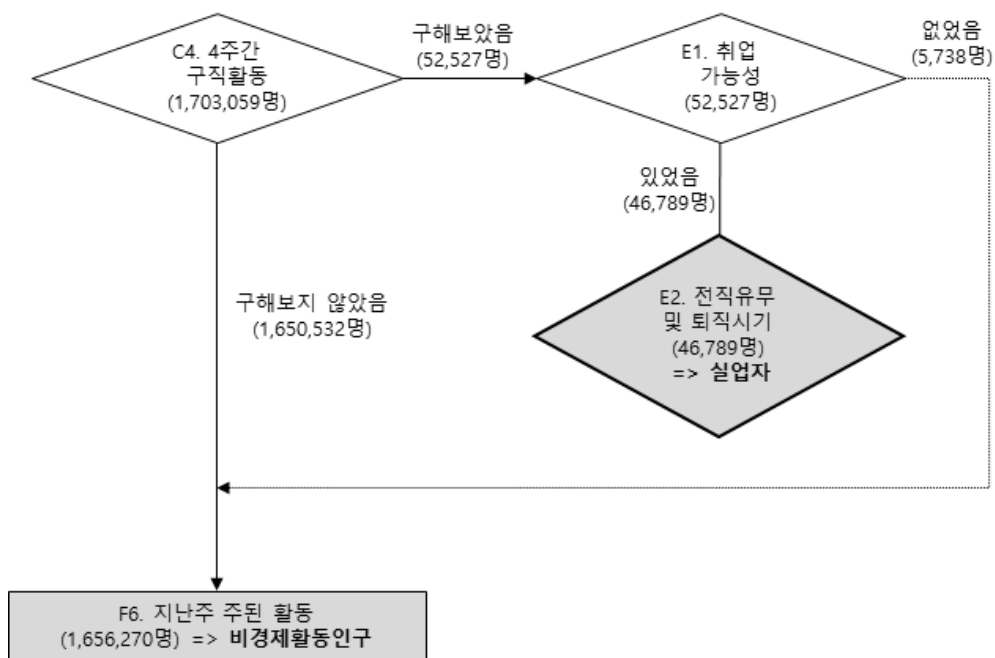 C4. 4주간
구직활동
(1,703,059명)
구해보았음
(52,527명)
E1. 취업
가능성
(52,527명)
없었음
(5,738명)
있었음
(46,789명)
E2. 전직유무
및 퇴직시기
(46,789명)
=> 실업자
구해보지 않았음
(1,650,532명)
F6. 지난주 주된 활동
(1,656,270명) => 비경제활동인구